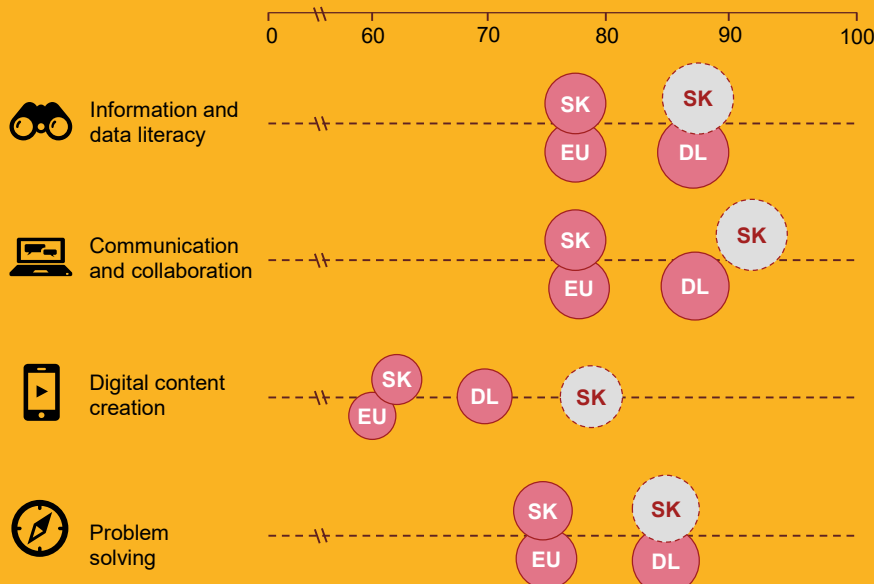 0 60 70 80 90 100
Information and
data literacy
SK
SK
EU
DL
Communication
and collaboration
SK
SK
EU
DL
Digital content
creation
SK
DL
SK
EU
Problem
solving
SK
SK
EU
DL